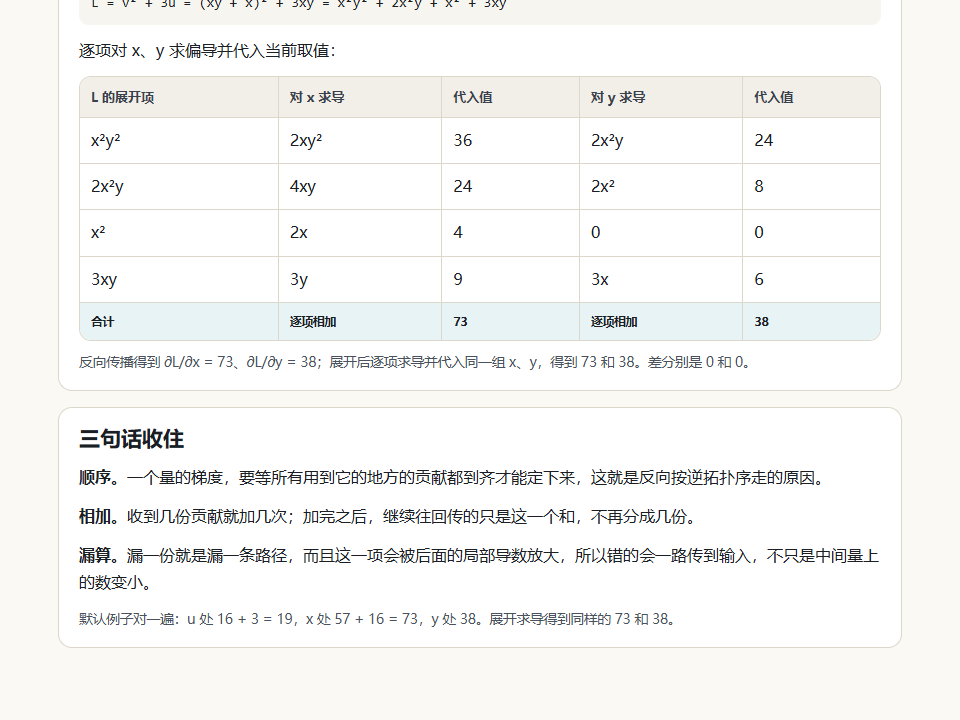 L = v² + 3u = (xy + x)² + 3xy = x²y² + 2x²y + x² + 3xy
逐项对 x、y 求偏导并代入当前取值：
L 的展开项 对 x 求导 代入值 对 y 求导 代入值
x²y² 2xy² 36 2x²y 24
2x²y 4xy 24 2x² 8
x² 2x 4 0 0
3xy 3y 9 3x 6
合计 逐项相加 73 逐项相加 38
反向传播得到 ∂L/∂x = 73、∂L/∂y = 38；展开后逐项求导并代入同一组 x、y，得到 73 和 38。差分别是 0 和 0。
三句话收住
顺序。一个量的梯度，要等所有用到它的地方的贡献都到齐才能定下来，这就是反向按逆拓扑序走的原因。
相加。收到几份贡献就加几次；加完之后，继续往回传的只是这一个和，不再分成几份。
漏算。漏一份就是漏一条路径，而且这一项会被后面的局部导数放大，所以错的会一路传到输入，不只是中间量上
的数变小。
默认例子对一遍：u 处 16 + 3 = 19，x 处 57 + 16 = 73，y 处 38。展开求导得到同样的 73 和 38。